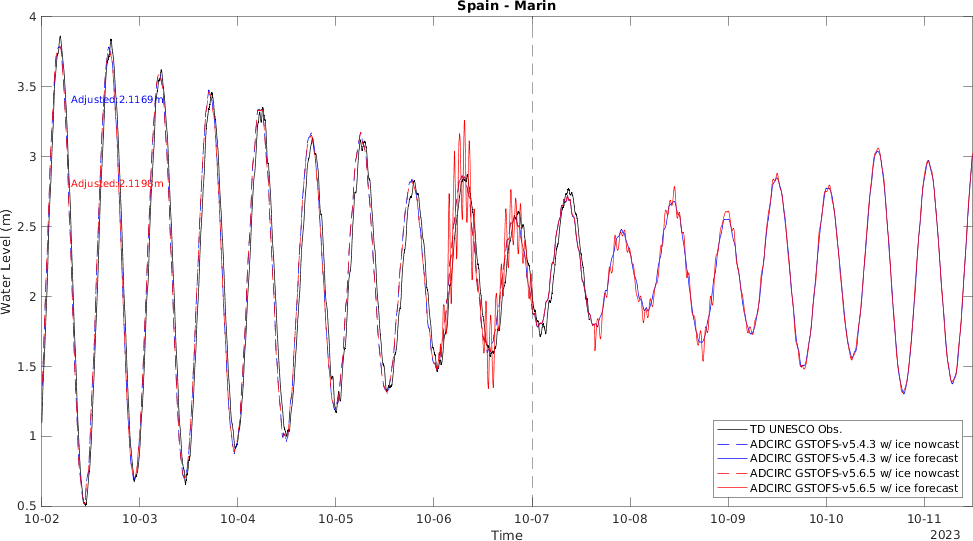 Spain - Marin
4
3.5
3
2.5
2
1.5
1
0.5
Water Level (m)
Adjusted:2.1169m
Adjusted:2.1198m
TD UNESCO Obs.
ADCIRC GSTOFS-v5.4.3 w/ ice nowcast
ADCIRC GSTOFS-v5.4.3 w/ ice forecast
ADCIRC GSTOFS-v5.6.5 w/ ice nowcast
ADCIRC GSTOFS-v5.6.5 w/ ice forecast
10-02 10-03 10-04 10-05 10-06 10-07 10-08 10-09 10-10 10-11
Time
2023